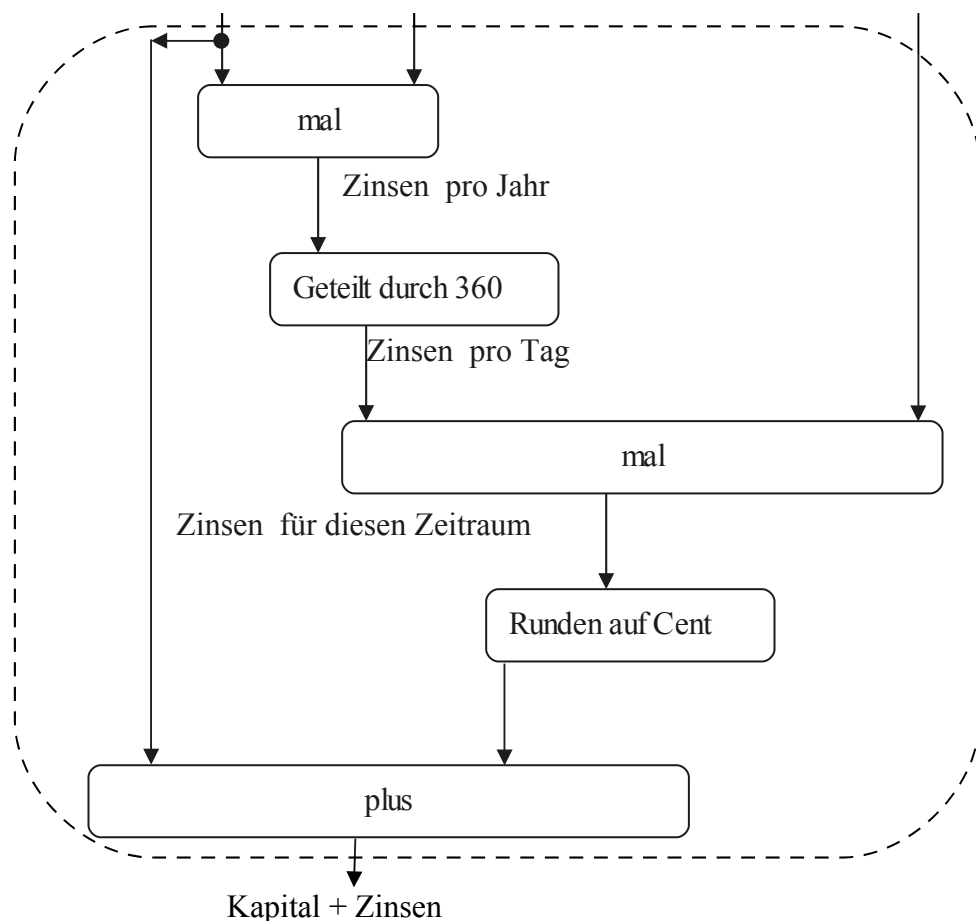 mal
Zinsen pro Jahr
Geteilt durch 360
Zinsen pro Tag
mal
Zinsen für diesen Zeitraum
Runden auf Cent
plus
Kapital + Zinsen